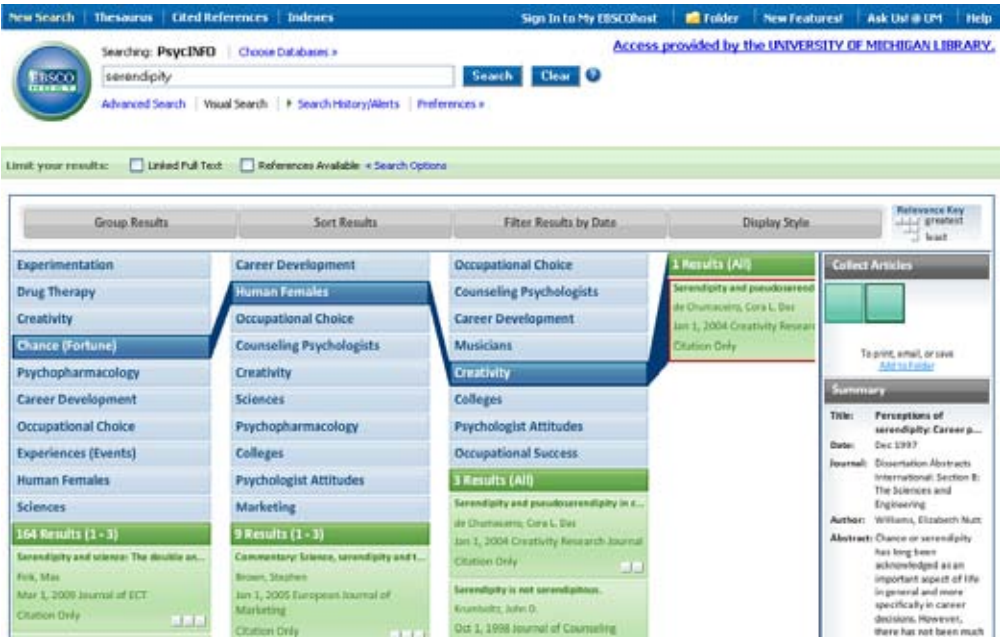 New Search | Thesaurus | Cited References | Indexes
Sign In to My EBSCOhost | Folder | New Features! | Ask Us! @ UM | Help
Searching: PsycINFO | Choose Databases »
Access provided by the UNIVERSITY OF MICHIGAN LIBRARY.
EBSCO
HOST
serendipity
Search
Clear
Advanced Search | Visual Search | Search History/Alerts | Preferences »
Limit your results:
Linked Full Text
References Available
« Search Options
Group Results
Sort Results
Filter Results by Date
Display Style
Relevance Key
greatest
least
Experimentation
Drug Therapy
Creativity
Chance (Fortune)
Psychopharmacology
Career Development
Occupational Choice
Experiences (Events)
Human Females
Sciences
164 Results (1 - 3)
Serendipity and science: The double an...
Fink, Max
Mar 1, 2009 Journal of ECT
Citation Only
Career Development
Human Females
Occupational Choice
Counseling Psychologists
Creativity
Sciences
Psychopharmacology
Colleges
Psychologist Attitudes
Marketing
9 Results (1 - 3)
Commentary: Science, serendipity and t...
Brown, Stephen
Jan 1, 2005 European Journal of
Marketing
Citation Only
Occupational Choice
Counseling Psychologists
Career Development
Musicians
Creativity
Colleges
Psychologist Attitudes
Occupational Success
3 Results (All)
Serendipity and pseudoserendipity in c...
de Chumaceiro, Cora L. Diaz
Jan 1, 2004 Creativity Research Journal
Citation Only
Serendipity is not serendipitous.
Krumboltz, John D.
Oct 1, 1998 Journal of Counseling
1 Results (All)
Serendipity and pseudoserend
de Chumaceiro, Cora L. Diaz
Jan 1, 2004 Creativity Resear
Citation Only
Collect Articles
To print, email, or save
Add to Folder
Summary
Title: Perceptions of
serendipity: Career p...
Date: Dec 1997
Journal: Dissertation Abstracts
International: Section B:
The Sciences and
Engineering
Author: Williams, Elizabeth Nutt
Abstract: Chance or serendipity
has long been
acknowledged as an
important aspect of life
in general and more
specifically in career
decisions. However,
there has not been much